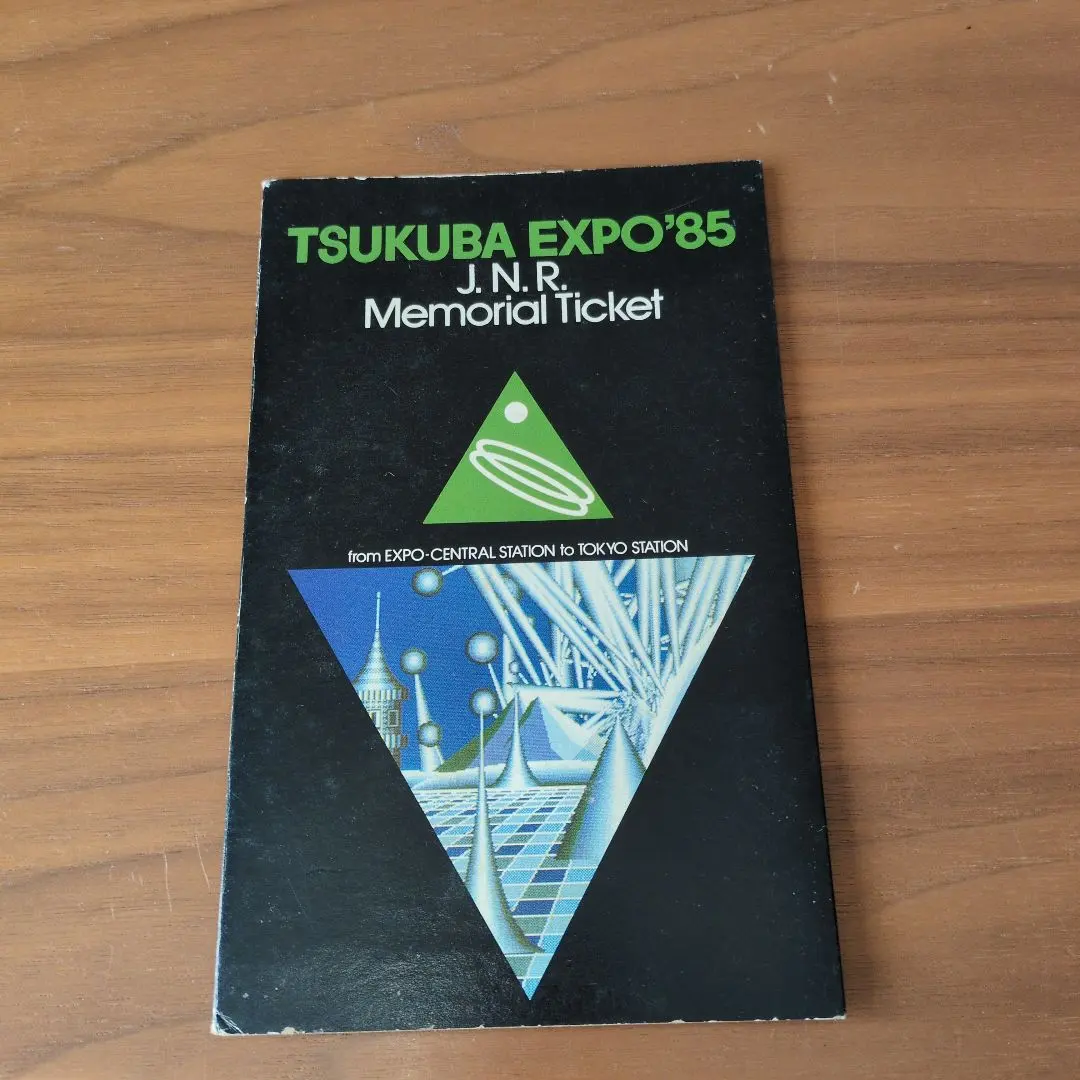 TSUKUBA EXPO'85
J.N.R.
Memorial Ticket
from EXPO-CENTRAL STATION to TOKYO STATION